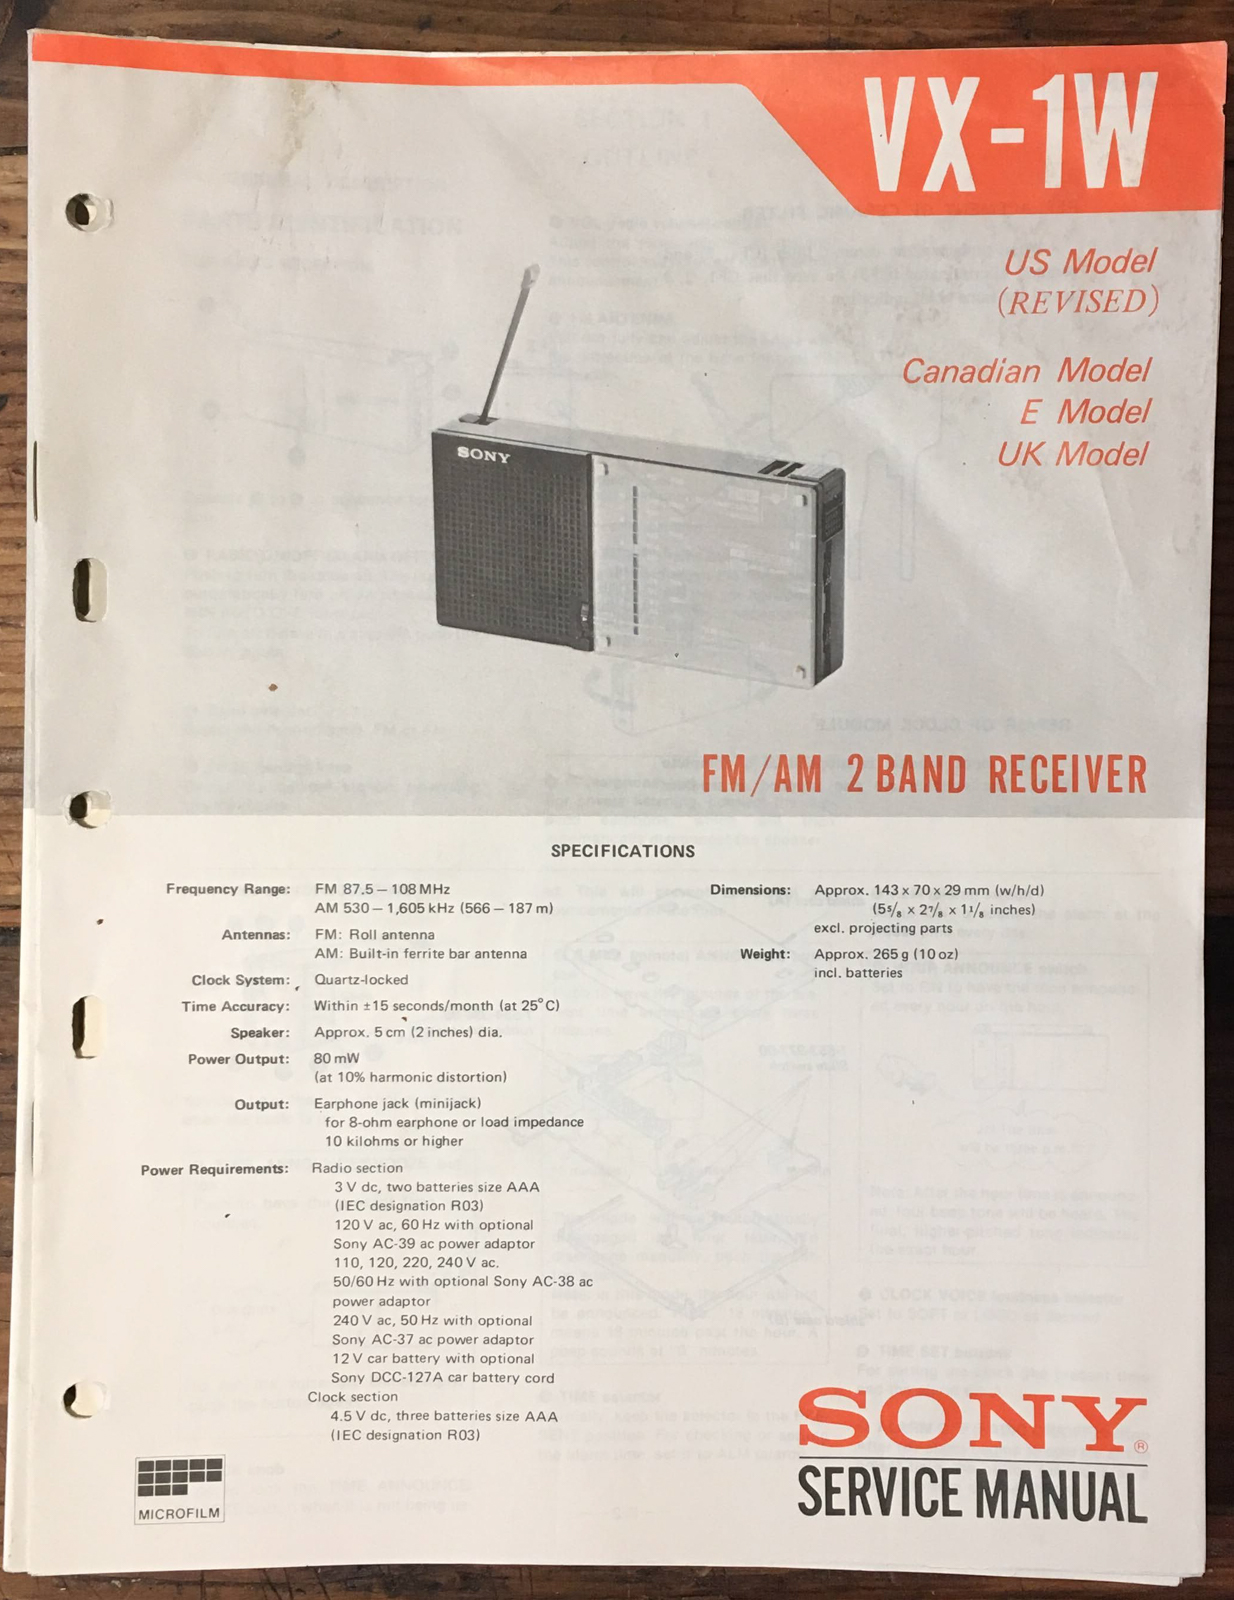 VX-1W
US Model
(REVISED)
Canadian Model
E Model
UK Model
SONY
FM/AM 2 BAND RECEIVER
SPECIFICATIONS
Frequency Range: FM 87.5 – 108 MHz
AM 530 – 1,605 kHz (566 – 187 m)
Antennas: FM: Roll antenna
AM: Built-in ferrite bar antenna
Clock System: Quartz-locked
Time Accuracy: Within ±15 seconds/month (at 25°C)
Speaker: Approx. 5 cm (2 inches) dia.
Power Output: 80 mW
(at 10% harmonic distortion)
Output: Earphone jack (minijack)
for 8-ohm earphone or load impedance
10 kilohms or higher
Power Requirements: Radio section
3 V dc, two batteries size AAA
(IEC designation R03)
120 V ac, 60 Hz with optional
Sony AC-39 ac power adaptor
110, 120, 220, 240 V ac.
50/60 Hz with optional Sony AC-38 ac
power adaptor
240 V ac, 50 Hz with optional
Sony AC-37 ac power adaptor
12 V car battery with optional
Sony DCC-127A car battery cord
Clock section
4.5 V dc, three batteries size AAA
(IEC designation R03)
Dimensions: Approx. 143 x 70 x 29 mm (w/h/d)
(5 5/8 x 2 7/8 x 1 1/8 inches)
excl. projecting parts
Weight: Approx. 265 g (10 oz)
incl. batteries
MICROFILM
SONY®
SERVICE MANUAL